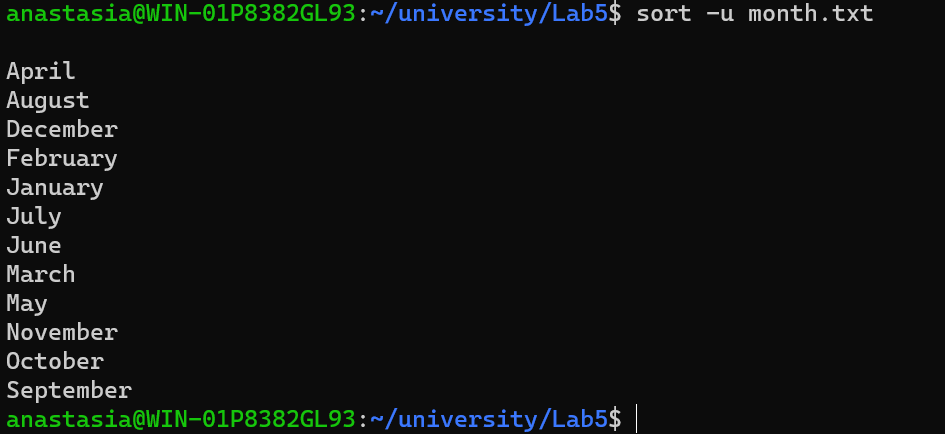 anastasia@WIN-01P8382GL93:~/university/Lab5$ sort -u month.txt

April
August
December
February
January
July
June
March
May
November
October
September
anastasia@WIN-01P8382GL93:~/university/Lab5$